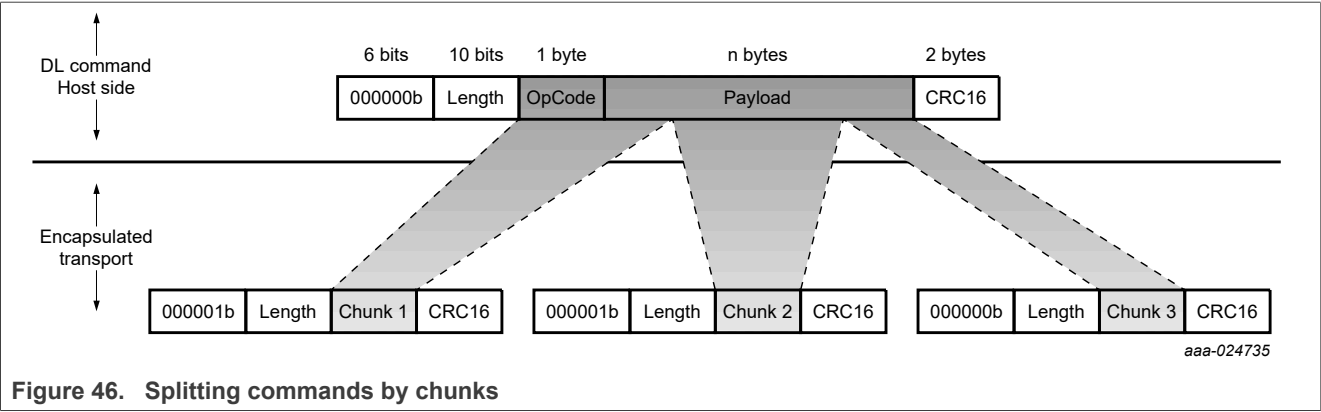 6 bits 10 bits 1 byte n bytes 2 bytes
DL command
Host side
000000b Length OpCode Payload CRC16
Encapsulated
transport
000001b Length Chunk 1 CRC16 000001b Length Chunk 2 CRC16 000000b Length Chunk 3 CRC16
aaa-024735
Figure 46. Splitting commands by chunks